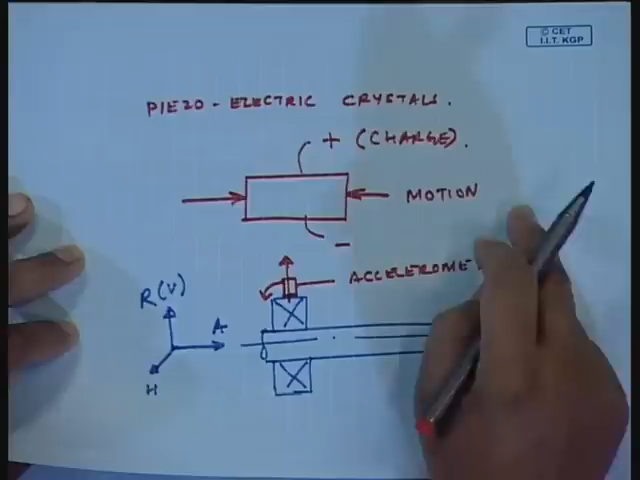 © CET
I.I.T. KGP
PIEZO-ELECTRIC CRYSTALS.
+ (CHARGE).
MOTION
-
R(V)
A
H